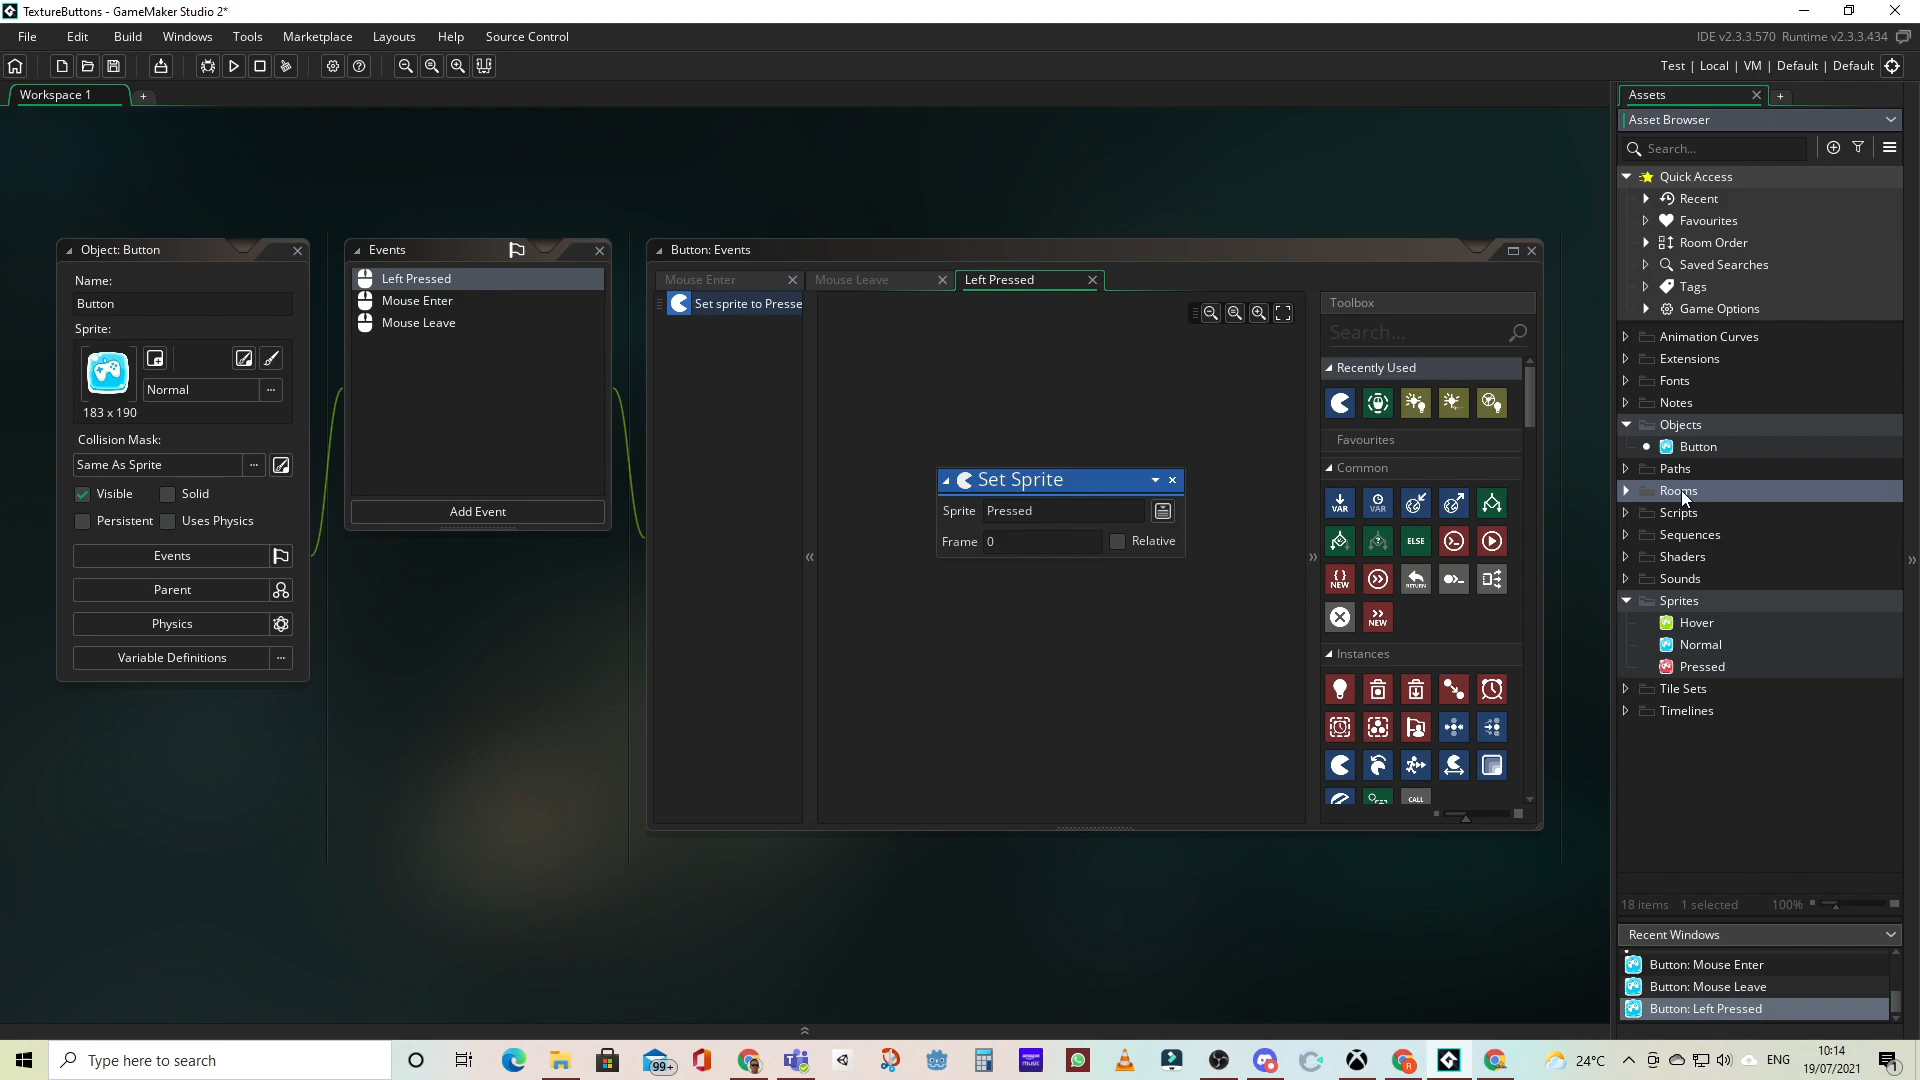 TextureButtons - GameMaker Studio 2*
File Edit Build Windows Tools Marketplace Layouts Help Source Control
IDE v2.3.3.570 Runtime v2.3.3.434
Test | Local | VM | Default | Default
Workspace 1
+
Object: Button
Name:
Button
Sprite:
Normal
183 x 190
Collision Mask:
Same As Sprite
Visible
Solid
Persistent
Uses Physics
Events
Parent
Physics
Variable Definitions
Events
Left Pressed
Mouse Enter
Mouse Leave
Add Event
Button: Events
Mouse Enter
Mouse Leave
Left Pressed
Set sprite to Presse
Set Sprite
Sprite Pressed
Frame 0
Relative
Toolbox
Search...
Recently Used
Favourites
Common
VAR
VAR
ELSE
NEW
RETURN
NEW
Instances
CALL
Assets
+
Asset Browser
Search...
Quick Access
Recent
Favourites
Room Order
Saved Searches
Tags
Game Options
Animation Curves
Extensions
Fonts
Notes
Objects
Button
Paths
Rooms
Scripts
Sequences
Shaders
Sounds
Sprites
Hover
Normal
Pressed
Tile Sets
Timelines
18 items 1 selected 100%
Recent Windows
Button: Mouse Enter
Button: Mouse Leave
Button: Left Pressed
Type here to search
99+
24°C
ENG
10:14
19/07/2021
1